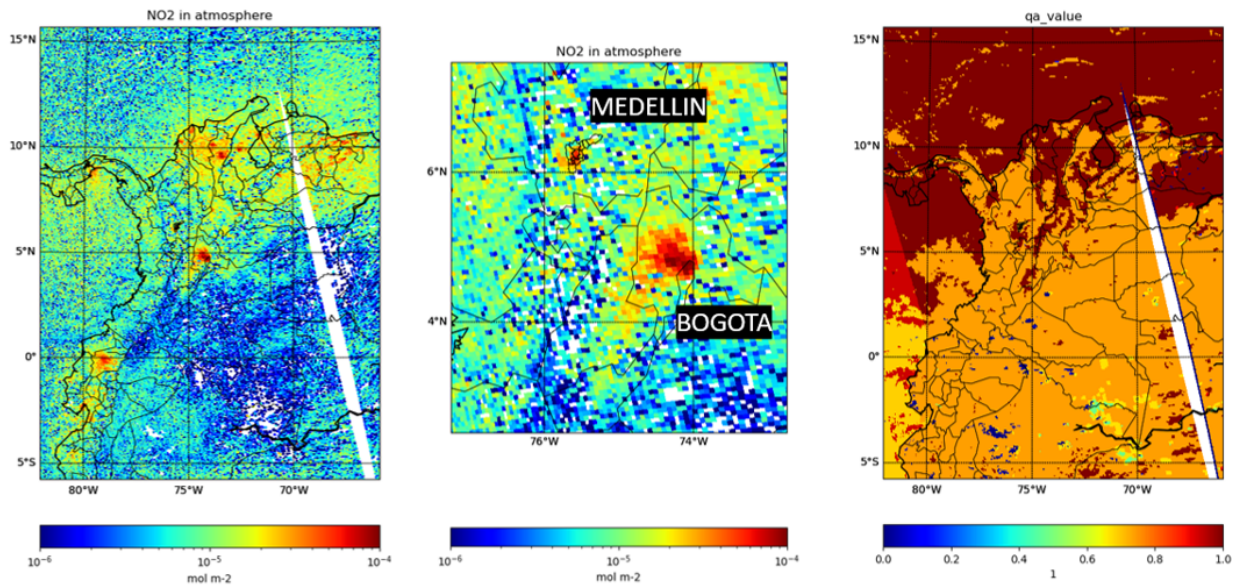 NO2 in atmosphere
15°N
10°N
5°N
0°
5°S
80°W 75°W 70°W
10⁻⁶ 10⁻⁵ 10⁻⁴
mol m-2
NO2 in atmosphere
MEDELLIN
6°N
BOGOTA
4°N
76°W 74°W
10⁻⁶ 10⁻⁵ 10⁻⁴
mol m-2
qa_value
15°N
10°N
5°N
0°
5°S
80°W 75°W 70°W
0.0 0.2 0.4 0.6 0.8 1.0
1